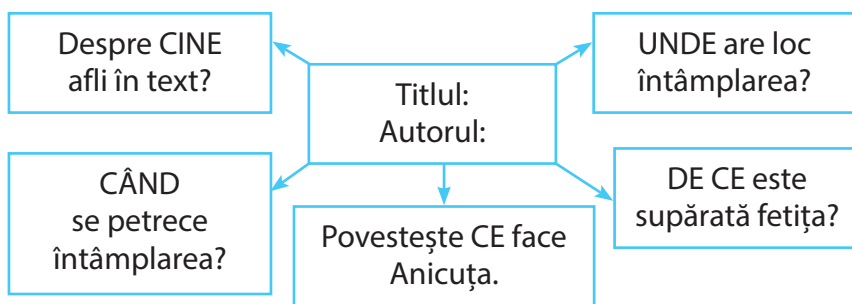 Despre CINE
afli în text?
UNDE are loc
întâmplarea?
Titlul:
Autorul:
CÂND
se petrece
întâmplarea?
Povestește CE face
Anicuța.
DE CE este
supărată fetița?